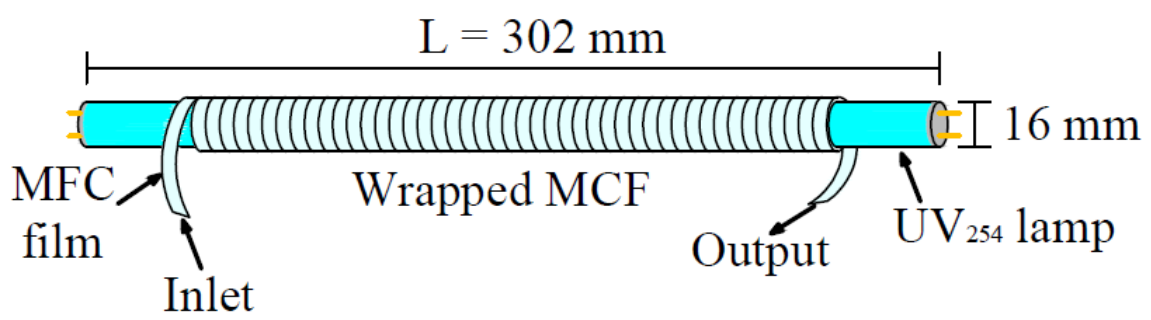 L = 302 mm
16 mm
MFC
film
Wrapped MCF
UV254 lamp
Output
Inlet